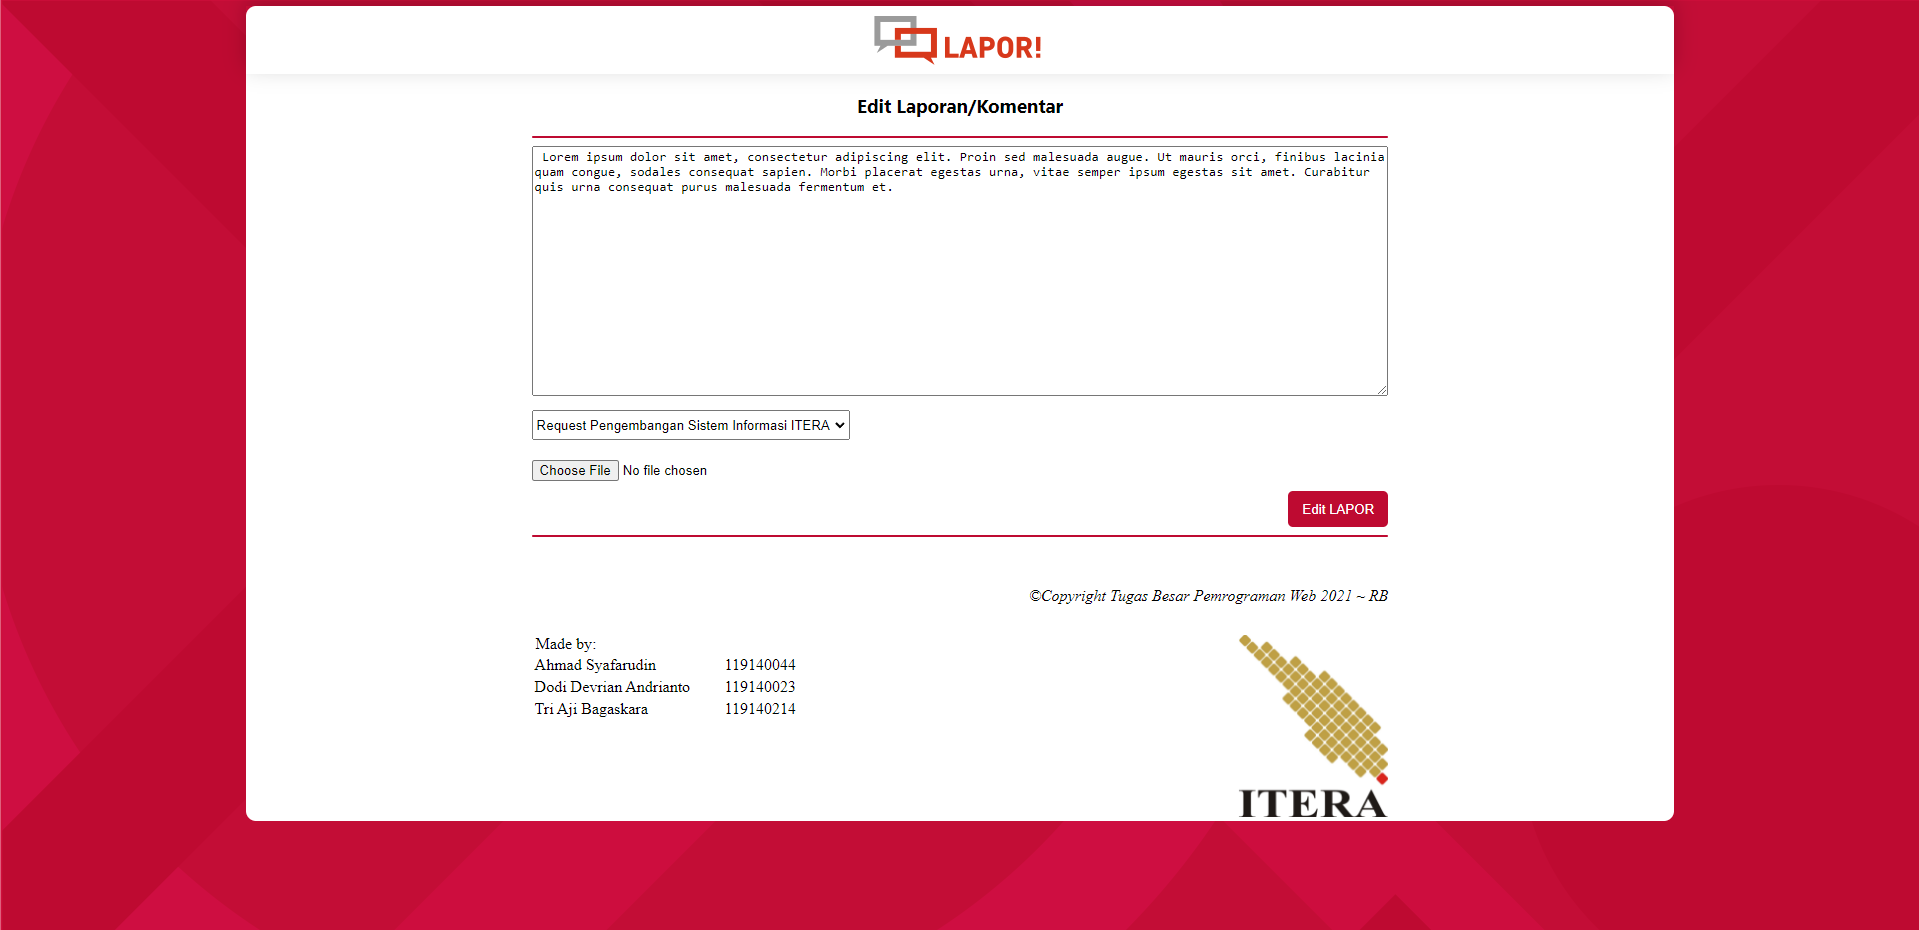 LAPOR!
Edit Laporan/Komentar
Lorem ipsum dolor sit amet, consectetur adipiscing elit. Proin sed malesuada augue. Ut mauris orci, finibus lacinia
quam congue, sodales consequat sapien. Morbi placerat egestas urna, vitae semper ipsum egestas sit amet. Curabitur
quis urna consequat purus malesuada fermentum et.
Request Pengembangan Sistem Informasi ITERA
Choose File No file chosen
Edit LAPOR
©Copyright Tugas Besar Pemrograman Web 2021 ~ RB
Made by:
Ahmad Syafarudin 119140044
Dodi Devrian Andrianto 119140023
Tri Aji Bagaskara 119140214
ITERA